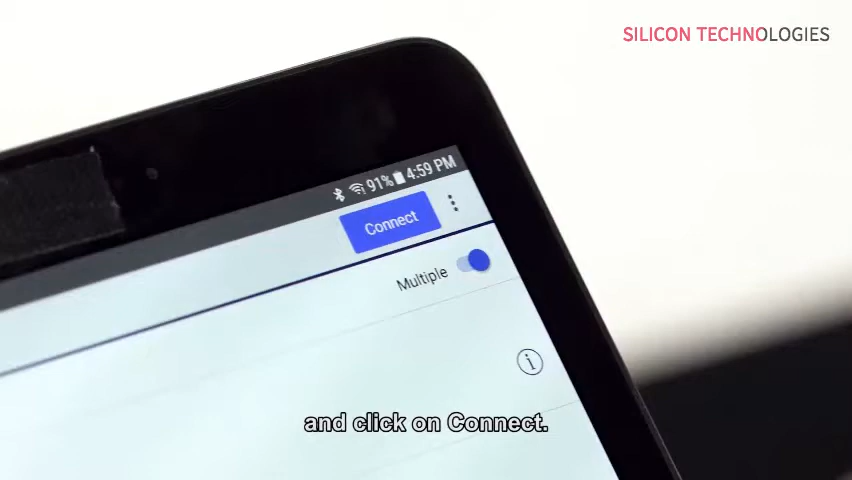 SILICON TECHNOLOGIES
91% 4:59 PM
Connect
Multiple
i
and click on Connect.